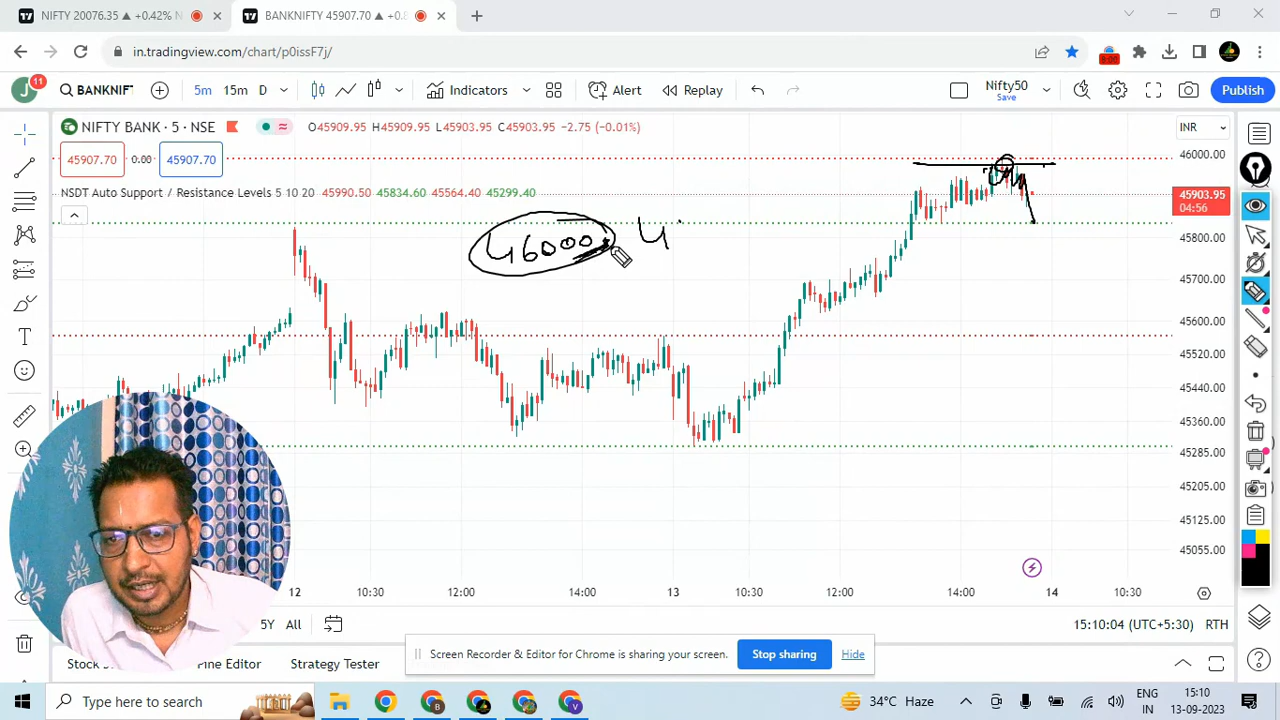 NIFTY 20076.35 ▲ +0.42% N
BANKNIFTY 45907.70 ▲ +0.
in.tradingview.com/chart/p0issF7j/
0:00
J
11
BANKNIF
5m
15m
D
Indicators
Alert
Replay
Nifty50
Save
Publish
NIFTY BANK · 5 · NSE
O45909.95 H45909.95 L45903.95 C45903.95 -2.75 (-0.01%)
INR
45907.70
0.00
45907.70
NSDT Auto Support / Resistance Levels 5 10 20
45990.50
45834.60
45564.40
45299.40
46000
46000.00
45903.95
04:56
45800.00
45700.00
45600.00
45520.00
45440.00
45360.00
45285.00
45205.00
45125.00
45055.00
12
10:30
12:00
14:00
13
10:30
12:00
14:00
14
10:30
5Y
All
15:10:04 (UTC+5:30)
RTH
Stock
Pine Editor
Strategy Tester
Screen Recorder & Editor for Chrome is sharing your screen.
Stop sharing
Hide
Type here to search
B
V
34°C Haze
ENG
IN
15:10
13-09-2023